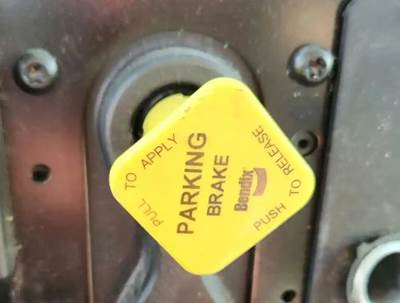 PULL TO APPLY
PARKING
BRAKE
Bendix
PUSH TO RELEASE